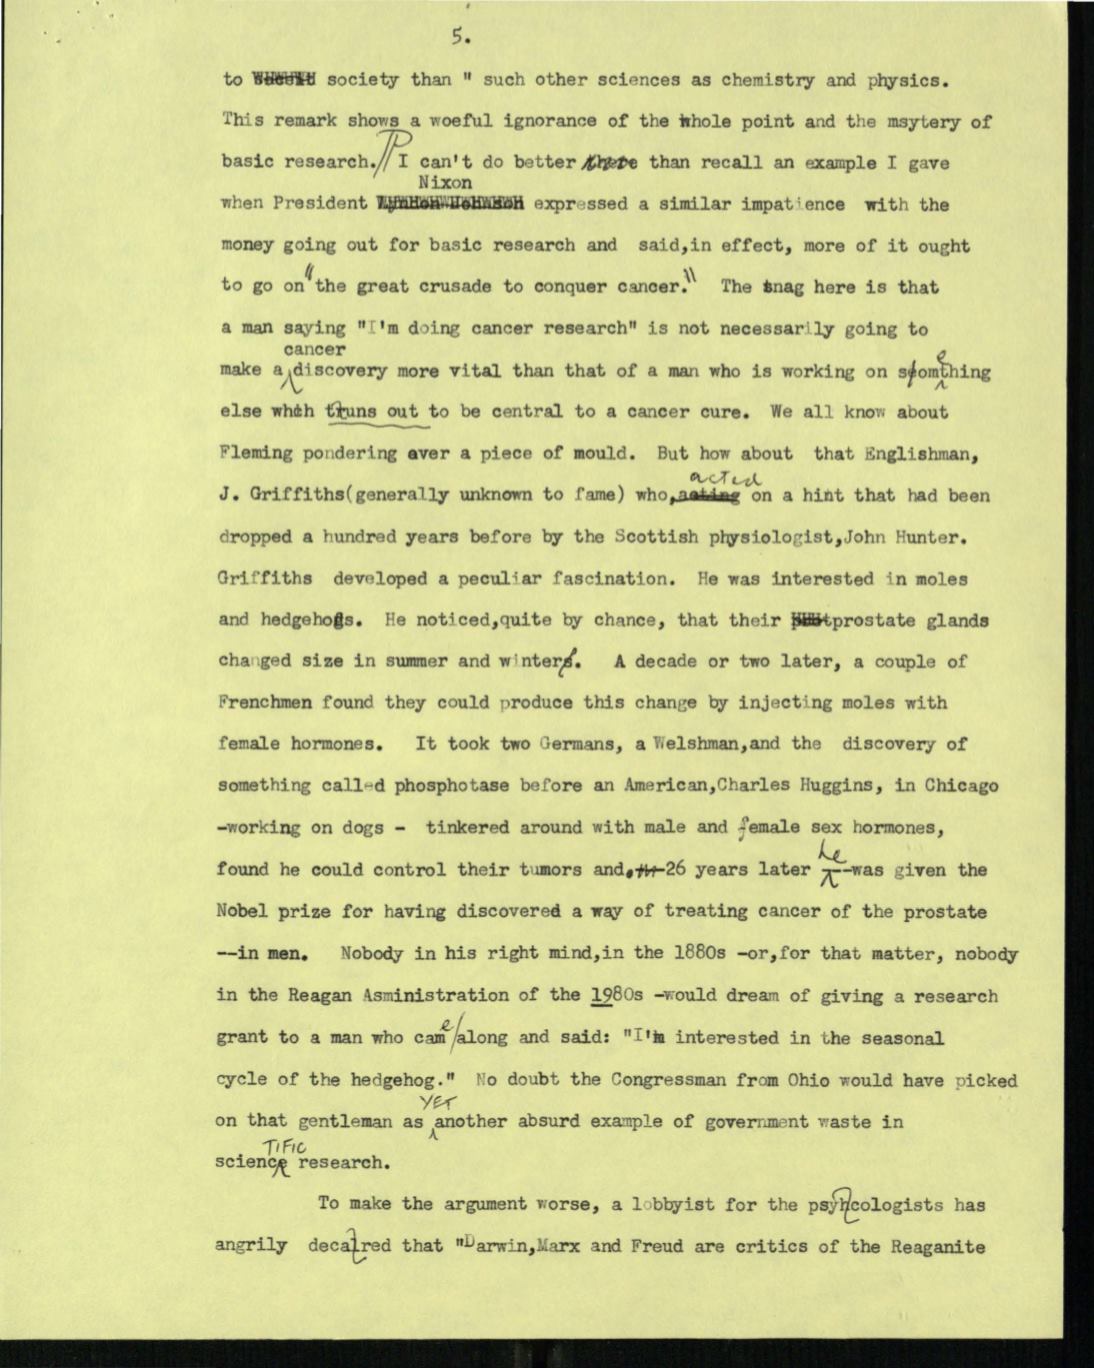 5.
to society than " such other sciences as chemistry and physics.
This remark shows a woeful ignorance of the whole point and the msytery of
basic research.// P I can't do better there than recall an example I gave
Nixon
when President Lyndon Johnson expressed a similar impatience with the
money going out for basic research and said,in effect, more of it ought
to go on "the great crusade to conquer cancer." The snag here is that
a man saying "I'm doing cancer research" is not necessarily going to
cancer
make a discovery more vital than that of a man who is working on something
else whih truns out to be central to a cancer cure. We all know about
Fleming pondering over a piece of mould. But how about that Englishman,
acted
J. Griffiths(generally unknown to fame) who,acting on a hint that had been
dropped a hundred years before by the Scottish physiologist,John Hunter.
Griffiths developed a peculiar fascination. He was interested in moles
and hedgehogs. He noticed,quite by chance, that their prostate glands
changed size in summer and winters. A decade or two later, a couple of
Frenchmen found they could produce this change by injecting moles with
female hormones. It took two Germans, a Welshman,and the discovery of
something called phosphotase before an American,Charles Huggins, in Chicago
-working on dogs - tinkered around with male and female sex hormones,
he
found he could control their tumors and, 26 years later --was given the
Nobel prize for having discovered a way of treating cancer of the prostate
--in men. Nobody in his right mind,in the 1880s -or,for that matter, nobody
in the Reagan Asministration of the 1980s -would dream of giving a research
grant to a man who came/along and said: "I'm interested in the seasonal
cycle of the hedgehog." No doubt the Congressman from Ohio would have picked
YET
on that gentleman as another absurd example of government waste in
TIFIC
science research.
To make the argument worse, a lobbyist for the psyhcologists has
angrily decalred that "Darwin,Marx and Freud are critics of the Reaganite